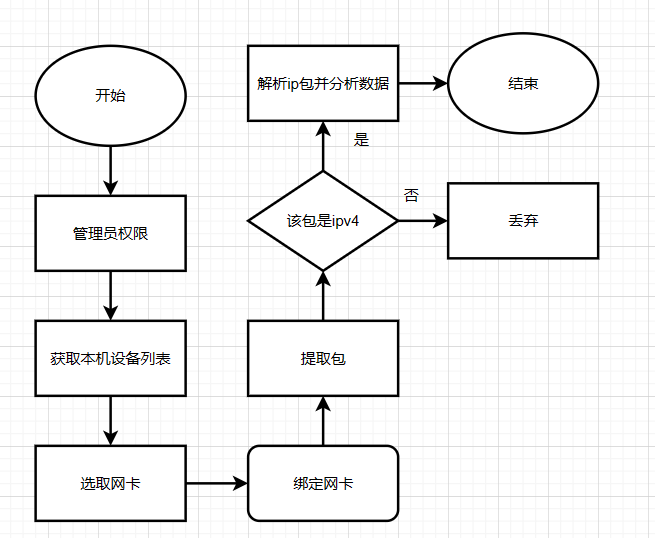 开始
管理员权限
获取本机设备列表
选取网卡
绑定网卡
提取包
该包是ipv4
是
否
解析ip包并分析数据
结束
丢弃